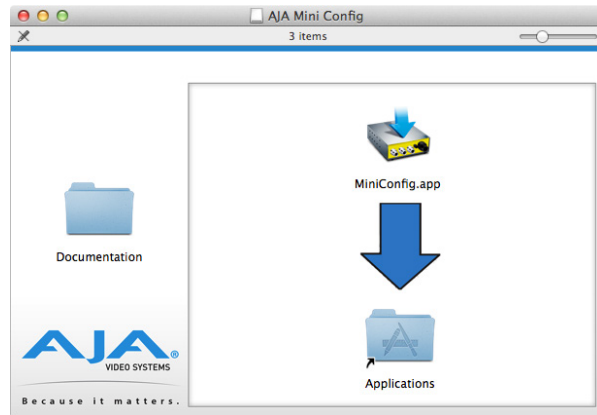 AJA Mini Config
3 items
MiniConfig.app
Documentation
Applications
AJA®
VIDEO SYSTEMS
Because it matters.